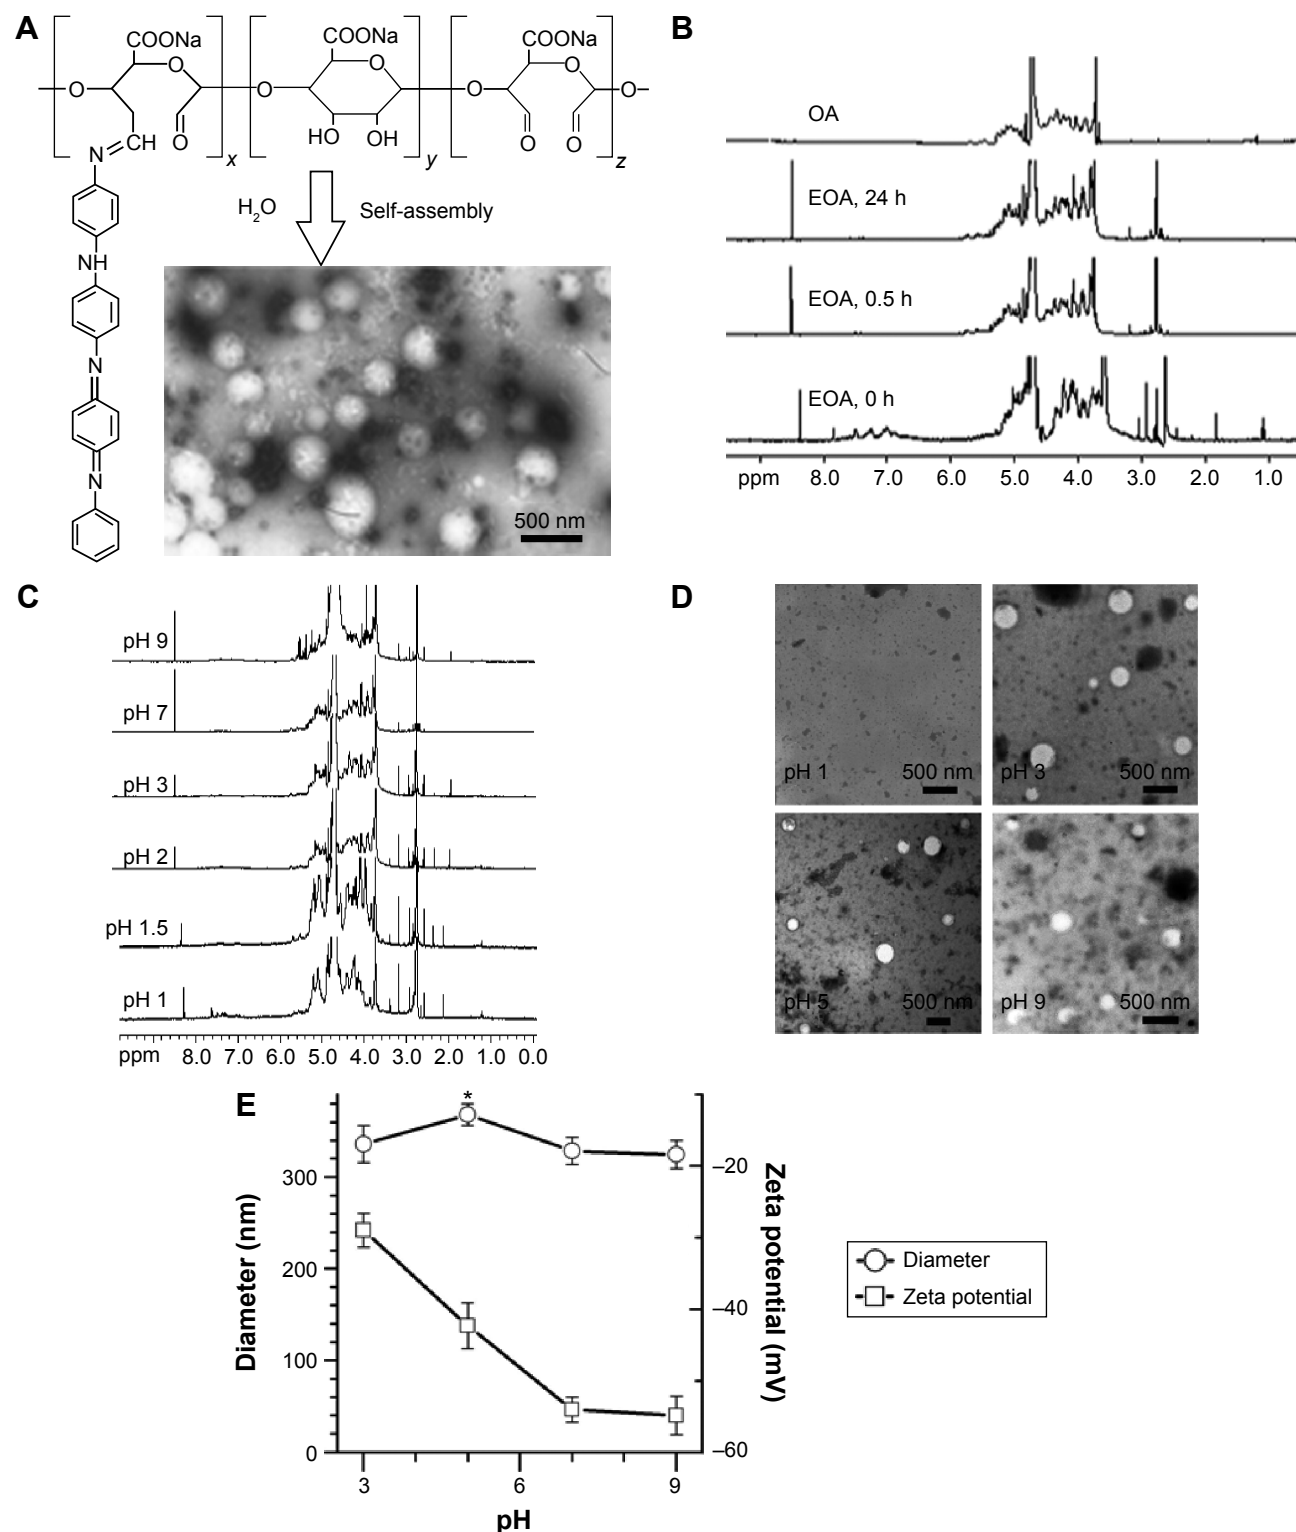 A
COONa
COONa
COONa
O
O
O
O
O
O
O
O
HO
OH
O
O
N
CH
x
y
z
H2O
Self-assembly
NH
N
N
500 nm
B
OA
EOA, 24 h
EOA, 0.5 h
EOA, 0 h
ppm 8.0 7.0 6.0 5.0 4.0 3.0 2.0 1.0
C
pH 9
pH 7
pH 3
pH 2
pH 1.5
pH 1
ppm 8.0 7.0 6.0 5.0 4.0 3.0 2.0 1.0 0.0
D
pH 1 500 nm
pH 3 500 nm
pH 5 500 nm
pH 9 500 nm
E
*
Diameter (nm)
300
200
100
0
Zeta potential (mV)
–20
–40
–60
3 6 9
pH
Diameter
Zeta potential